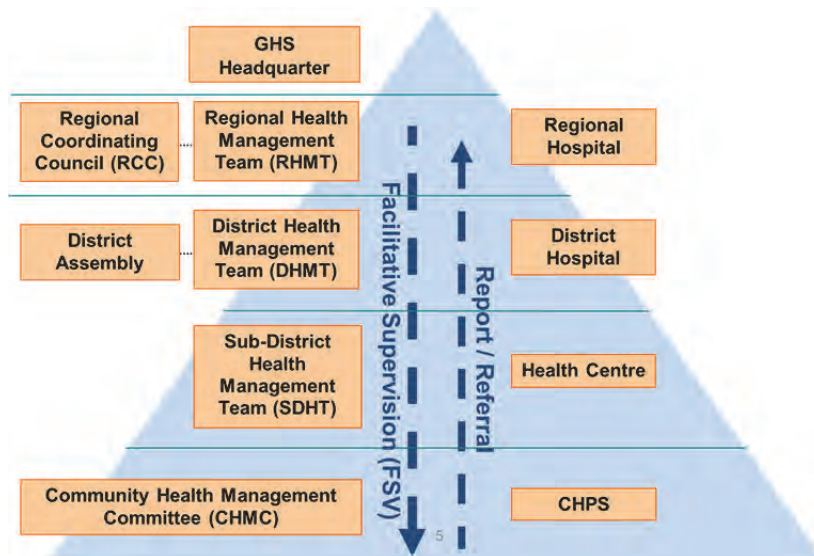 GHS
Headquarter
Regional
Coordinating
Council (RCC)
Regional Health
Management
Team (RHMT)
Regional
Hospital
District
Assembly
District Health
Management
Team (DHMT)
District
Hospital
Sub-District
Health
Management
Team (SDHT)
Health Centre
Community Health Management
Committee (CHMC)
CHPS
Facilitative Supervision (FSV)
Report / Referral
5